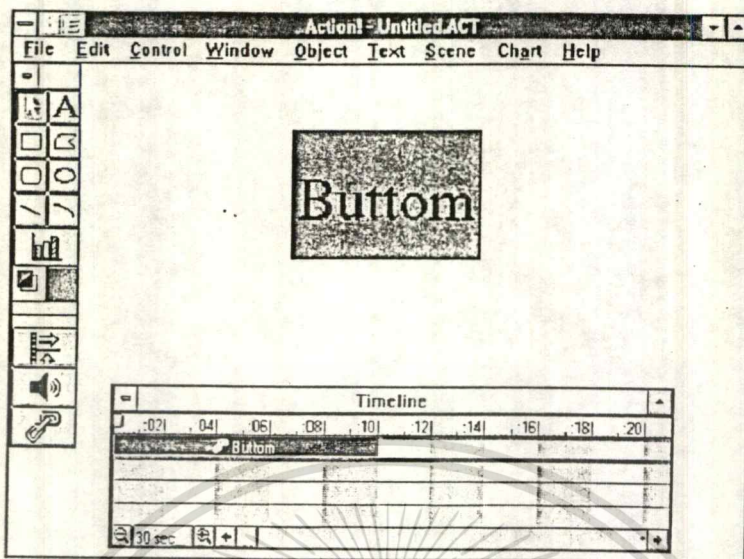 Action! - Untitled.ACT
File Edit Control Window Object Text Scene Chart Help
A
Buttom
Timeline
:02 04 :06 :08 :10 :12 :14 :16 :18 :20
Buttom
30 sec